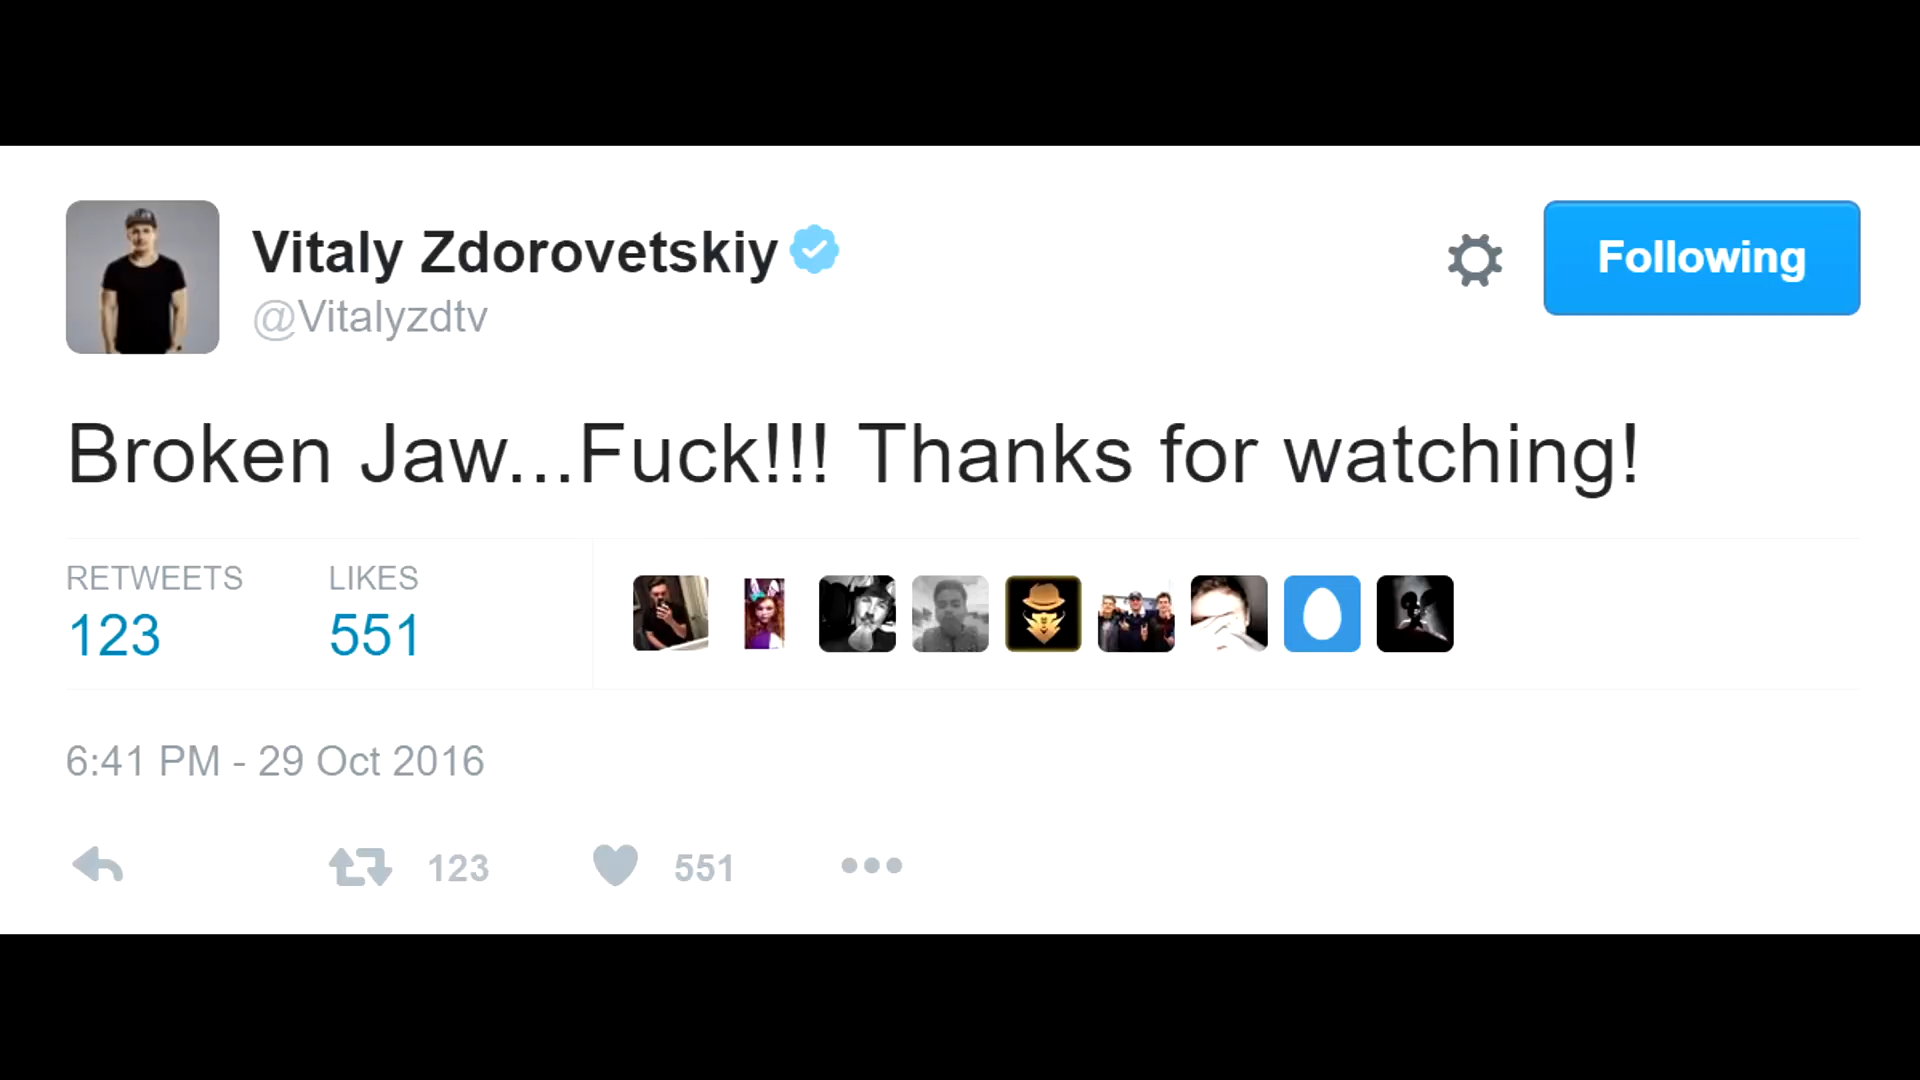 Vitaly Zdorovetskiy
@Vitalyzdtv
Following
Broken Jaw...Fuck!!! Thanks for watching!
RETWEETS LIKES
123 551
6:41 PM - 29 Oct 2016
123 551